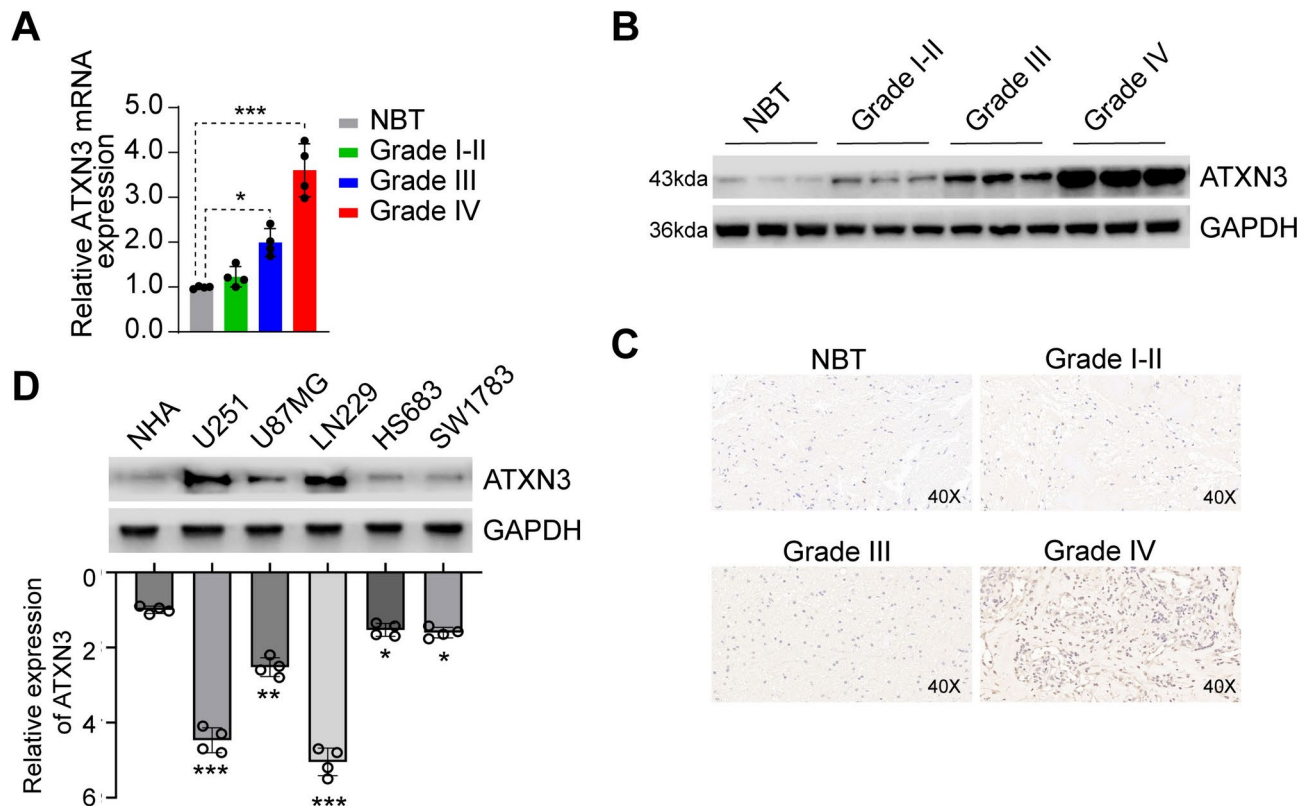 A
Relative ATXN3 mRNA
expression
5.0
4.0
3.0
2.0
1.0
0.0
***
*
NBT
Grade I-II
Grade III
Grade IV
B
NBT
Grade I-II
Grade III
Grade IV
43kda
ATXN3
36kda
GAPDH
C
NBT
Grade I-II
40X
40X
Grade III
Grade IV
40X
40X
D
NHA
U251
U87MG
LN229
HS683
SW1783
ATXN3
GAPDH
Relative expression
of ATXN3
0
2
4
6
***
**
***
*
*